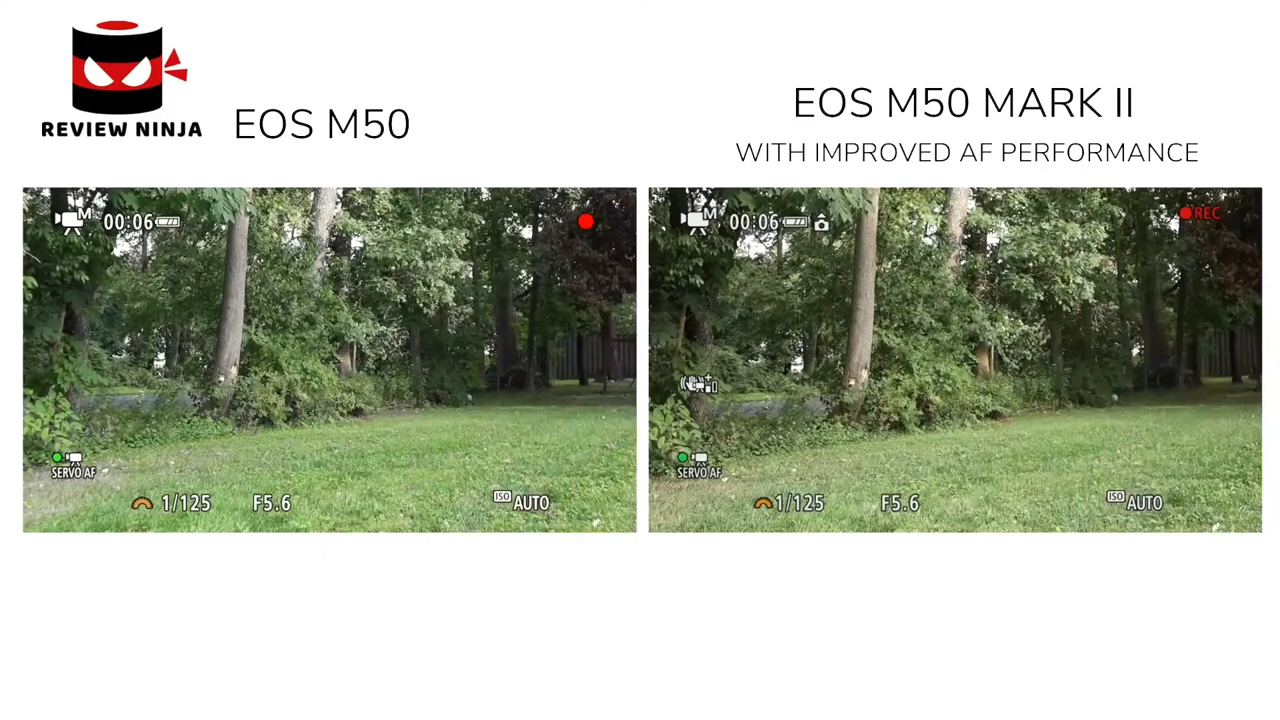 REVIEW NINJA
EOS M50
EOS M50 MARK II
WITH IMPROVED AF PERFORMANCE
M 00:06
SERVO AF
1/125 F5.6 ISO AUTO
M 00:06 REC
SERVO AF
1/125 F5.6 ISO AUTO